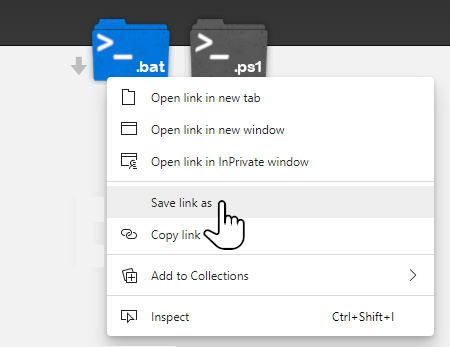 >_ .bat
>_ .ps1
Open link in new tab
Open link in new window
Open link in InPrivate window
Save link as
Copy link
Add to Collections
Inspect Ctrl+Shift+I